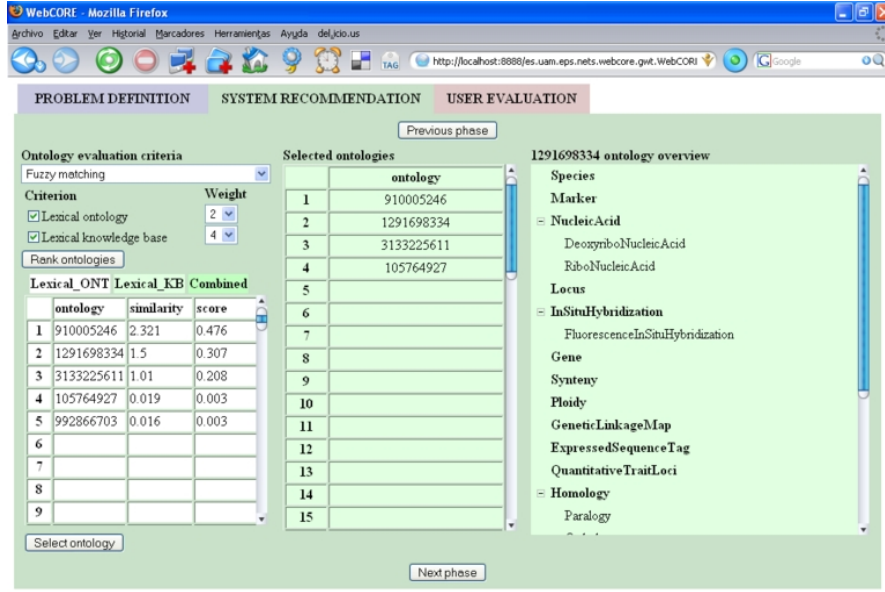 WebCORE - Mozilla Firefox
Archivo Editar Ver Historial Marcadores Herramientas Ayuda del.icio.us
TAG http://localhost:8888/es.uam.eps.nets.webcore.gwt.WebCORI G Google
PROBLEM DEFINITION SYSTEM RECOMMENDATION USER EVALUATION
Previous phase
Ontology evaluation criteria
Fuzzy matching
Criterion Weight
Lexical ontology 2
Lexical knowledge base 4
Rank ontologies
Lexical_ONT Lexical_KB Combined
ontology similarity score
1 910005246 2.321 0.476
2 1291698334 1.5 0.307
3 3133225611 1.01 0.208
4 105764927 0.019 0.003
5 992866703 0.016 0.003
6
7
8
9
Select ontology
Selected ontologies
ontology
1 910005246
2 1291698334
3 3133225611
4 105764927
5
6
7
8
9
10
11
12
13
14
15
1291698334 ontology overview
Species
Marker
NucleicAcid
DeoxyriboNucleicAcid
RiboNucleicAcid
Locus
InSituHybridization
FluorescenceInSituHybridization
Gene
Synteny
Ploidy
GeneticLinkageMap
ExpressedSequenceTag
QuantitativeTraitLoci
Homology
Paralogy
Next phase